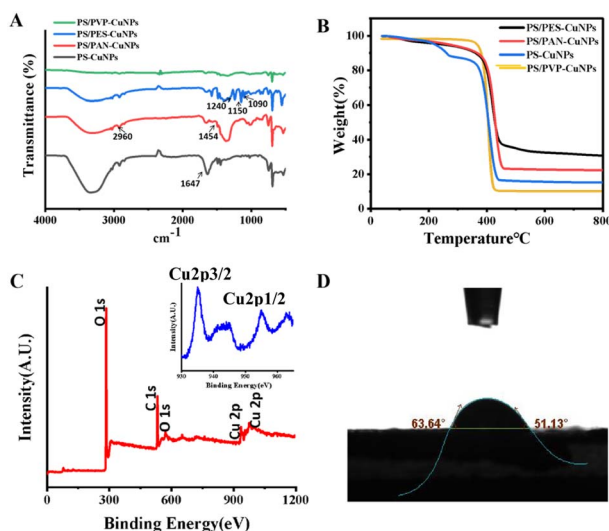 A
PS/PVP-CuNPs
PS/PES-CuNPs
PS/PAN-CuNPs
PS-CuNPs
Transmittance (%)
1240
1150
1090
2960
1454
1647
4000
3000
2000
1000
cm-1
B
PS/PES-CuNPs
PS/PAN-CuNPs
PS-CuNPs
PS/PVP-CuNPs
Weight(%)
100
80
60
40
20
0
0
200
400
600
800
Temperature°C
C
Cu2p3/2
Cu2p1/2
O 1s
C 1s
O 1s
Cu 2p
Cu 2p
Intensity(A.U.)
Intensity(A.U.)
930
945
960
Binding Energy(eV)
0
300
600
900
1200
Binding Energy(eV)
D
63.64°
51.13°